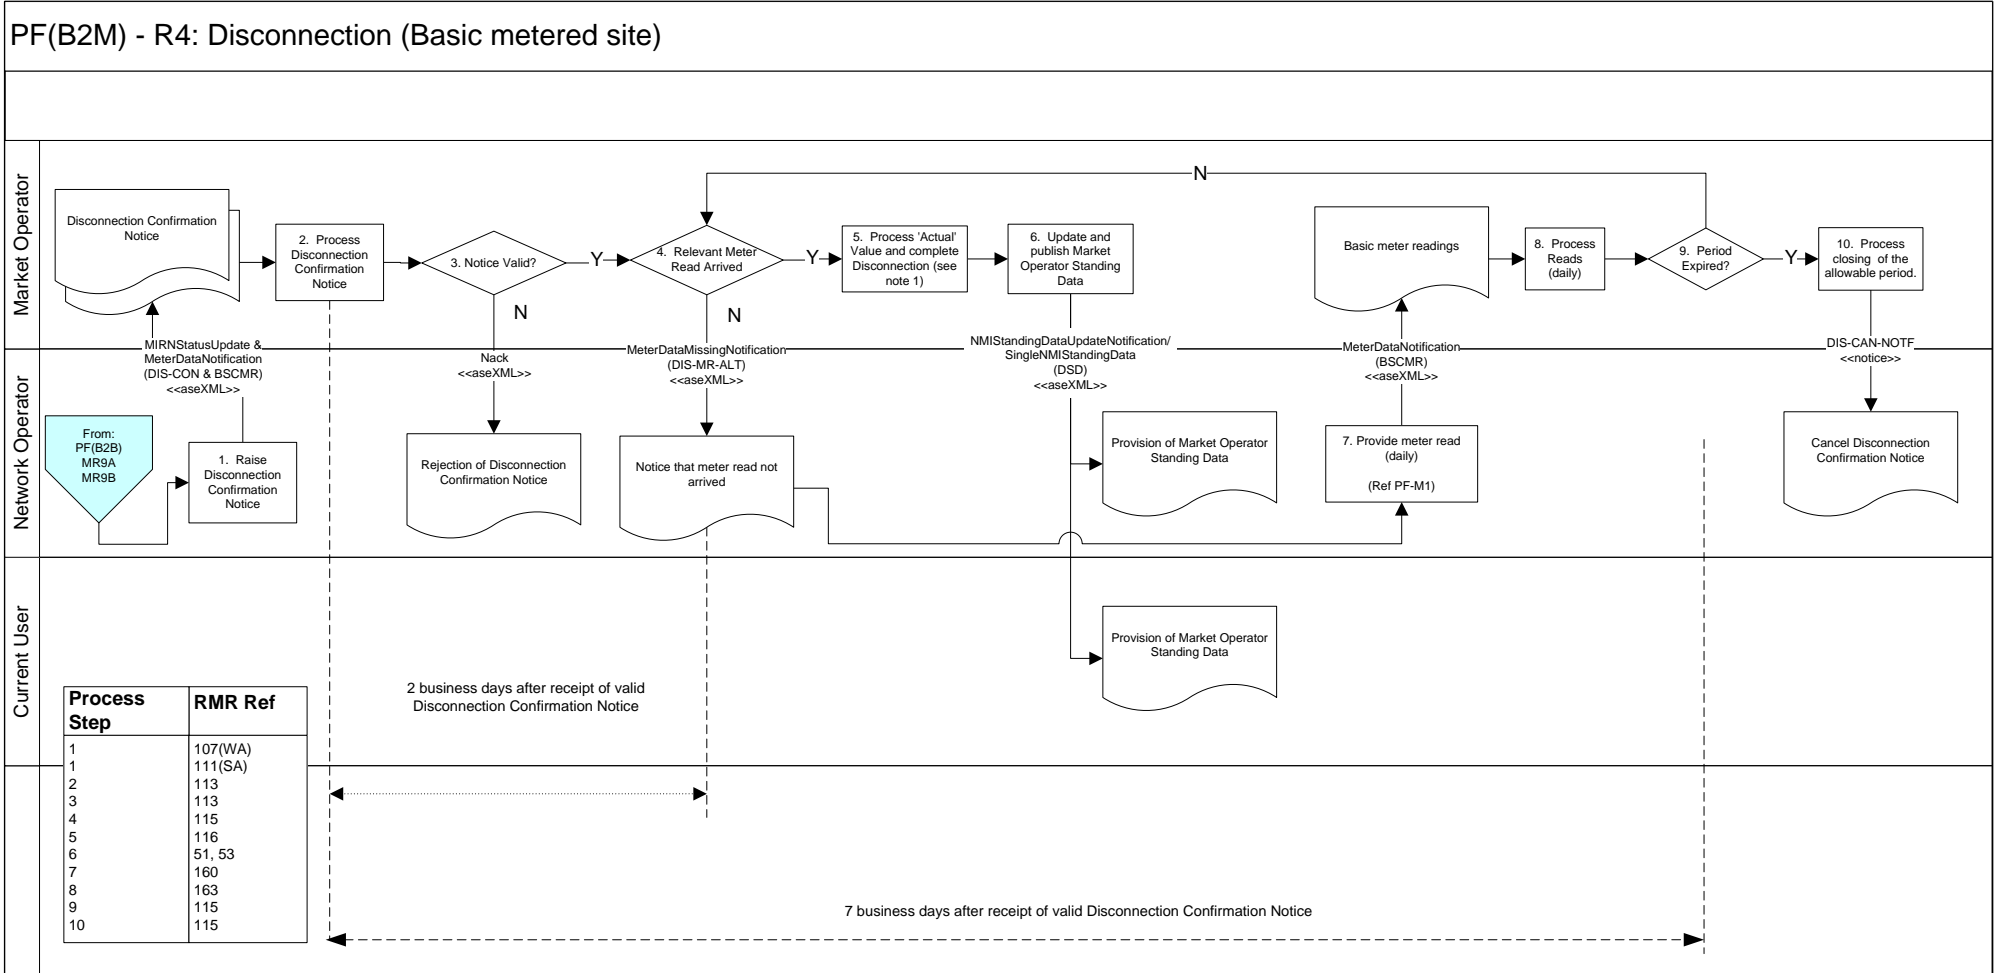 PF(B2M) - R4: Disconnection (Basic metered site)
Market Operator
Disconnection Confirmation
Notice
2. Process
Disconnection
Confirmation
Notice
3. Notice Valid?
Y
N
4. Relevant Meter
Read Arrived
Y
N
5. Process 'Actual'
Value and complete
Disconnection (see
note 1)
6. Update and
publish Market
Operator Standing
Data
N
Basic meter readings
8. Process
Reads
(daily)
9. Period
Expired?
Y
10. Process
closing of the
allowable period.
MIRNStatusUpdate &
MeterDataNotification
(DIS-CON & BSCMR)
<<aseXML>>
Nack
<<aseXML>>
MeterDataMissingNotification
(DIS-MR-ALT)
<<aseXML>>
NMIStandingDataUpdateNotification/
SingleNMIStandingData
(DSD)
<<aseXML>>
MeterDataNotification
(BSCMR)
<<aseXML>>
DIS-CAN-NOTF
<<notice>>
Network Operator
From:
PF(B2B)
MR9A
MR9B
1. Raise
Disconnection
Confirmation
Notice
Rejection of Disconnection
Confirmation Notice
Notice that meter read not
arrived
Provision of Market Operator
Standing Data
7. Provide meter read
(daily)
(Ref PF-M1)
Cancel Disconnection
Confirmation Notice
Current User
Provision of Market Operator
Standing Data
2 business days after receipt of valid
Disconnection Confirmation Notice
Process
Step
RMR Ref
1 107(WA)
1 111(SA)
2 113
3 113
4 115
5 116
6 51, 53
7 160
8 163
9 115
10 115
7 business days after receipt of valid Disconnection Confirmation Notice